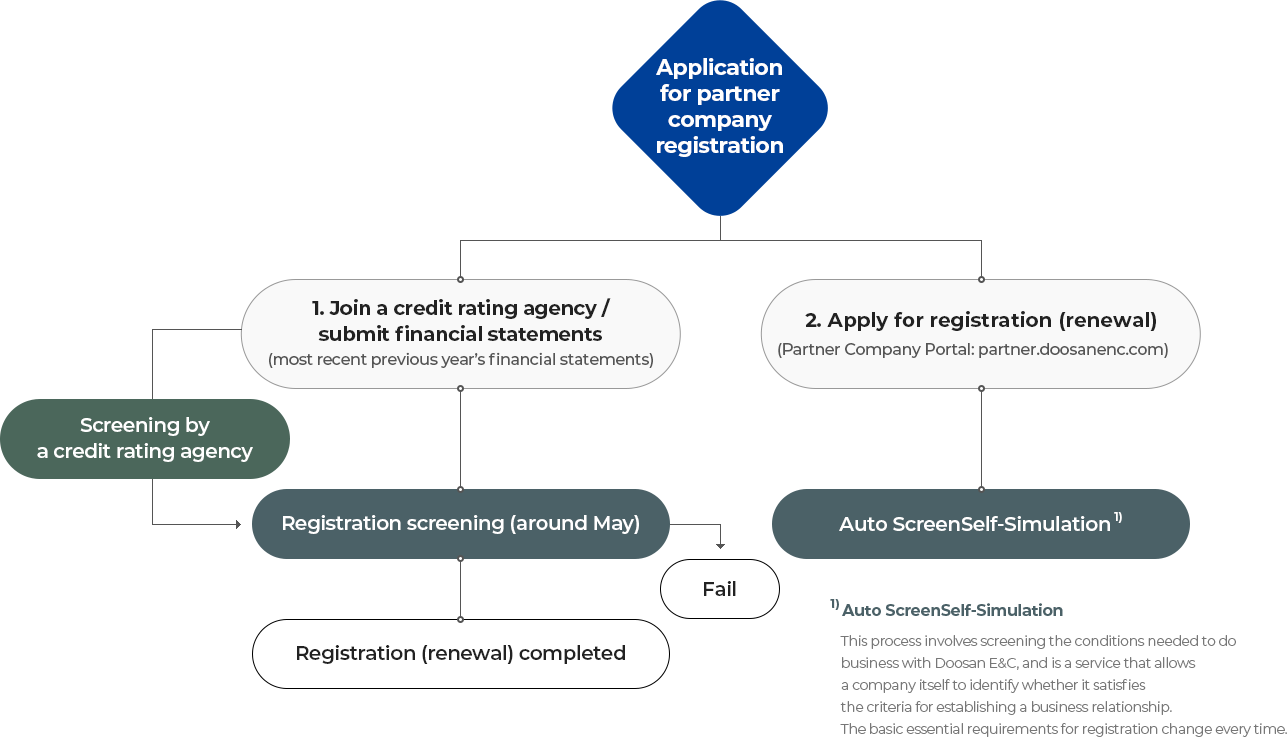 Application
for partner
company
registration
1. Join a credit rating agency /
submit financial statements
(most recent previous year's financial statements)
2. Apply for registration (renewal)
(Partner Company Portal: partner.doosanenc.com)
Screening by
a credit rating agency
Registration screening (around May)
Auto ScreenSelf-Simulation 1)
Fail
Registration (renewal) completed
1) Auto ScreenSelf-Simulation
This process involves screening the conditions needed to do
business with Doosan E&C, and is a service that allows
a company itself to identify whether it satisfies
the criteria for establishing a business relationship.
The basic essential requirements for registration change every time.